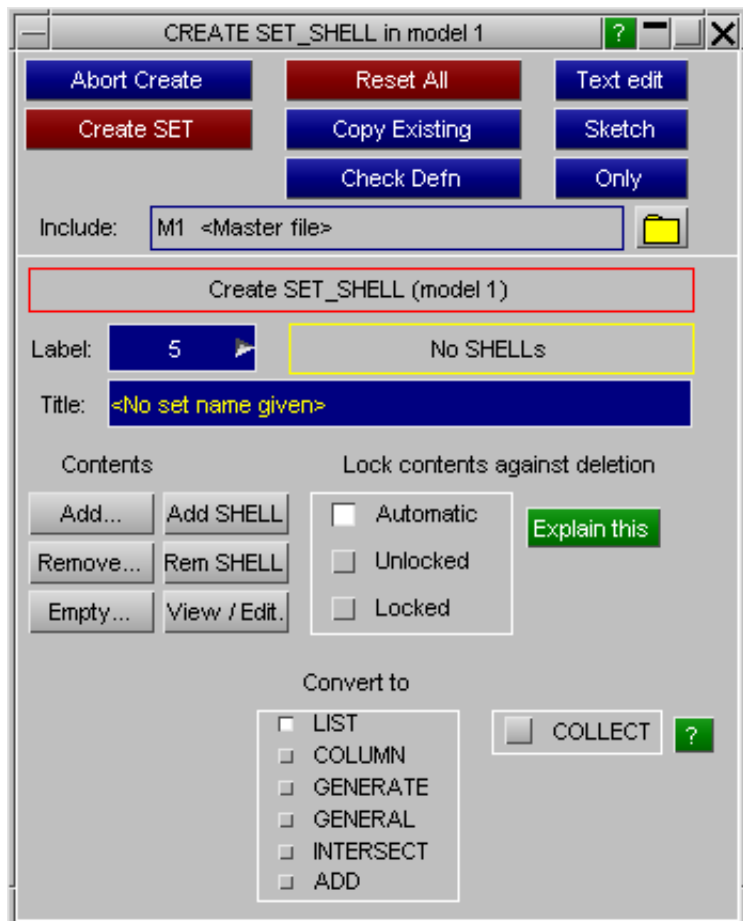 CREATE SET_SHELL in model 1 ?
Abort Create Reset All Text edit
Create SET Copy Existing Sketch
Check Defn Only
Include: M1 <Master file>
Create SET_SHELL (model 1)
Label: 5 No SHELLs
Title: <No set name given>
Contents Lock contents against deletion
Add... Add SHELL Automatic Explain this
Remove... Rem SHELL Unlocked
Empty... View / Edit. Locked
Convert to
LIST COLLECT ?
COLUMN
GENERATE
GENERAL
INTERSECT
ADD